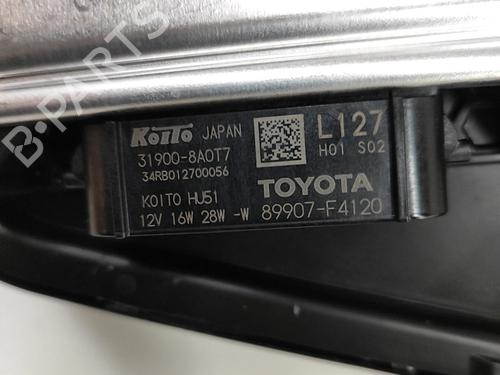 B-PARTS
KOITO JAPAN
L127
31900-8A0T7
H01 S02
34RB012700056
TOYOTA
KOITO HU51
89907-F4120
12V 16W 28W -W